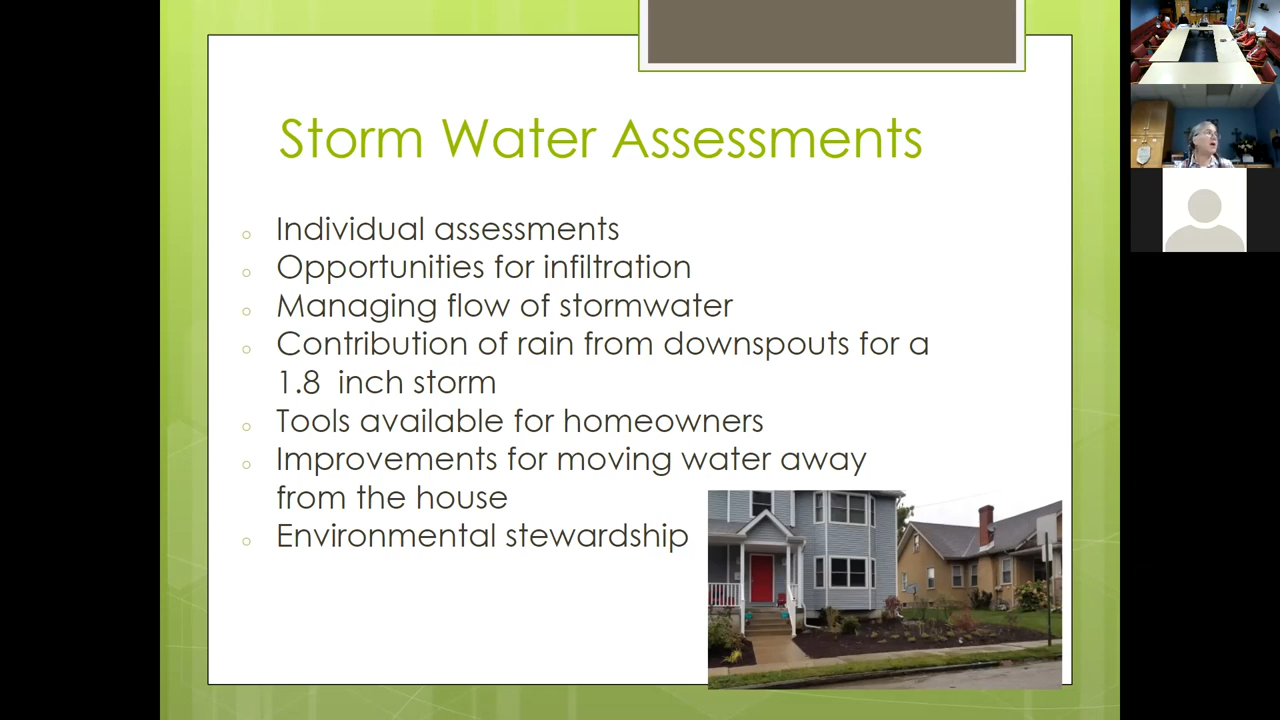 Storm Water Assessments
Individual assessments
Opportunities for infiltration
Managing flow of stormwater
Contribution of rain from downspouts for a
1.8 inch storm
Tools available for homeowners
Improvements for moving water away
from the house
Environmental stewardship